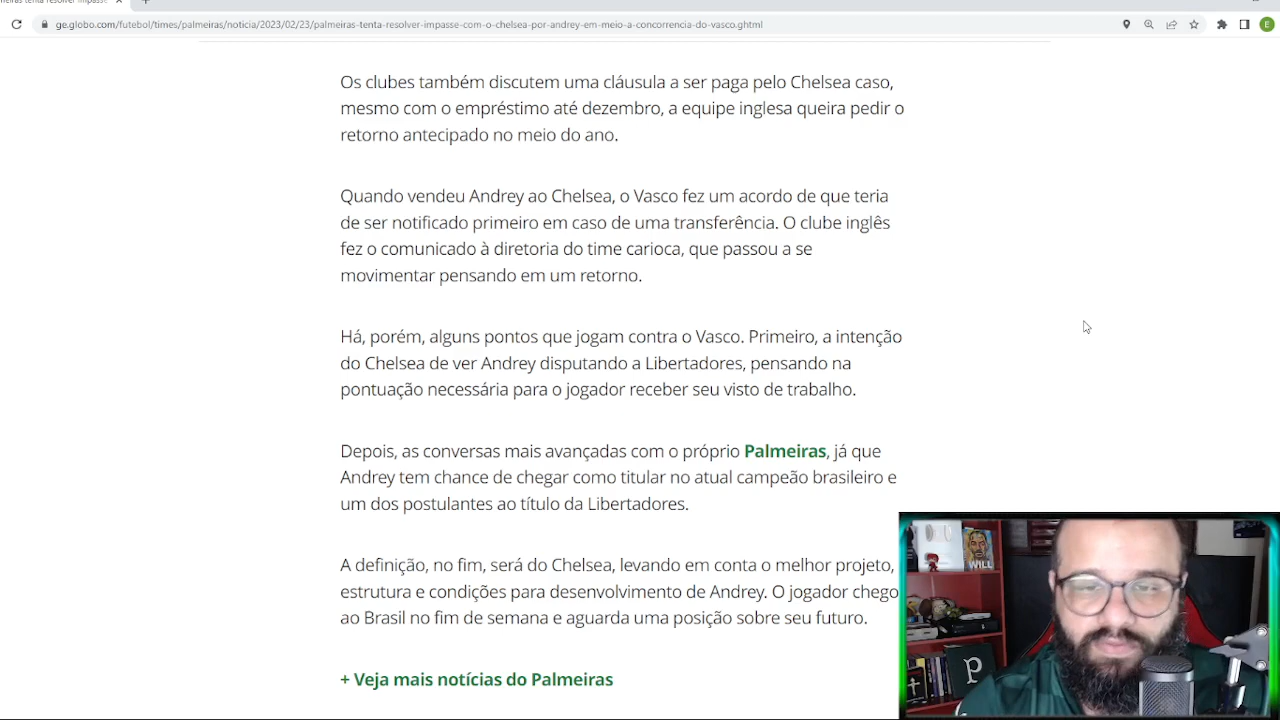 ge.globo.com/futebol/times/palmeiras/noticia/2023/02/23/palmeiras-tenta-resolver-impasse-com-o-chelsea-por-andrey-em-meio-a-concorrencia-do-vasco.ghtml
E
Os clubes também discutem uma cláusula a ser paga pelo Chelsea caso,
mesmo com o empréstimo até dezembro, a equipe inglesa queira pedir o
retorno antecipado no meio do ano.
Quando vendeu Andrey ao Chelsea, o Vasco fez um acordo de que teria
de ser notificado primeiro em caso de uma transferência. O clube inglês
fez o comunicado à diretoria do time carioca, que passou a se
movimentar pensando em um retorno.
Há, porém, alguns pontos que jogam contra o Vasco. Primeiro, a intenção
do Chelsea de ver Andrey disputando a Libertadores, pensando na
pontuação necessária para o jogador receber seu visto de trabalho.
Depois, as conversas mais avançadas com o próprio Palmeiras, já que
Andrey tem chance de chegar como titular no atual campeão brasileiro e
um dos postulantes ao título da Libertadores.
A definição, no fim, será do Chelsea, levando em conta o melhor projeto,
estrutura e condições para desenvolvimento de Andrey. O jogador chego
ao Brasil no fim de semana e aguarda uma posição sobre seu futuro.
+ Veja mais notícias do Palmeiras
WILL
P